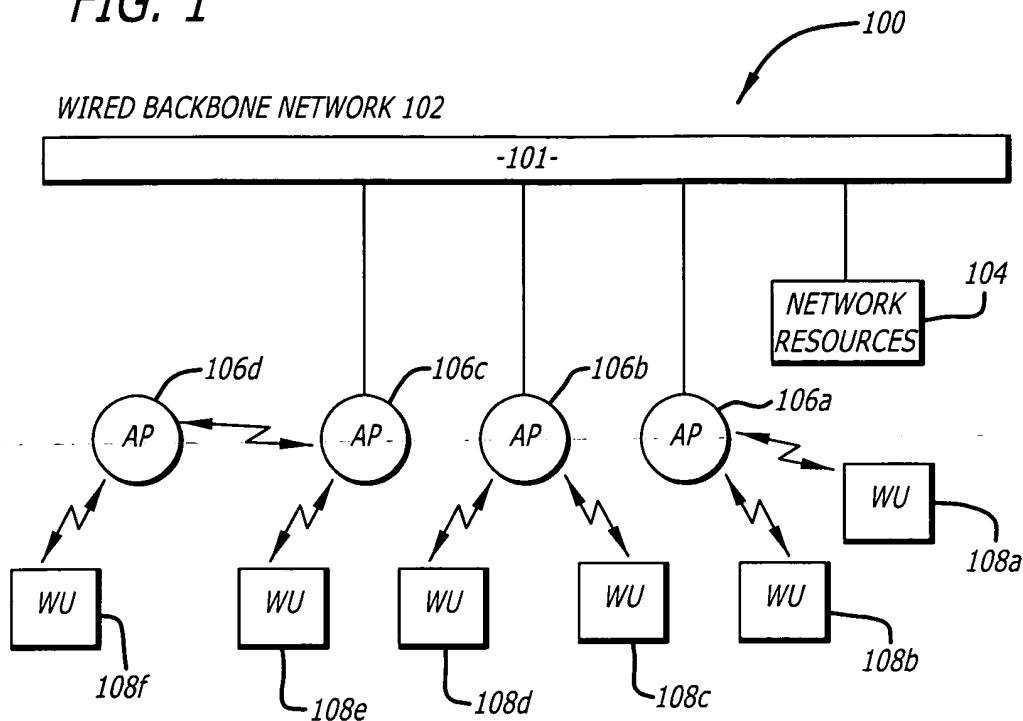 FIG. 1
100
WIRED BACKBONE NETWORK 102
-101-
104
NETWORK
RESOURCES
106d
106c
106b
106a
AP
AP
AP
AP
WU
108a
WU
WU
WU
WU
WU
108f
108e
108d
108c
108b